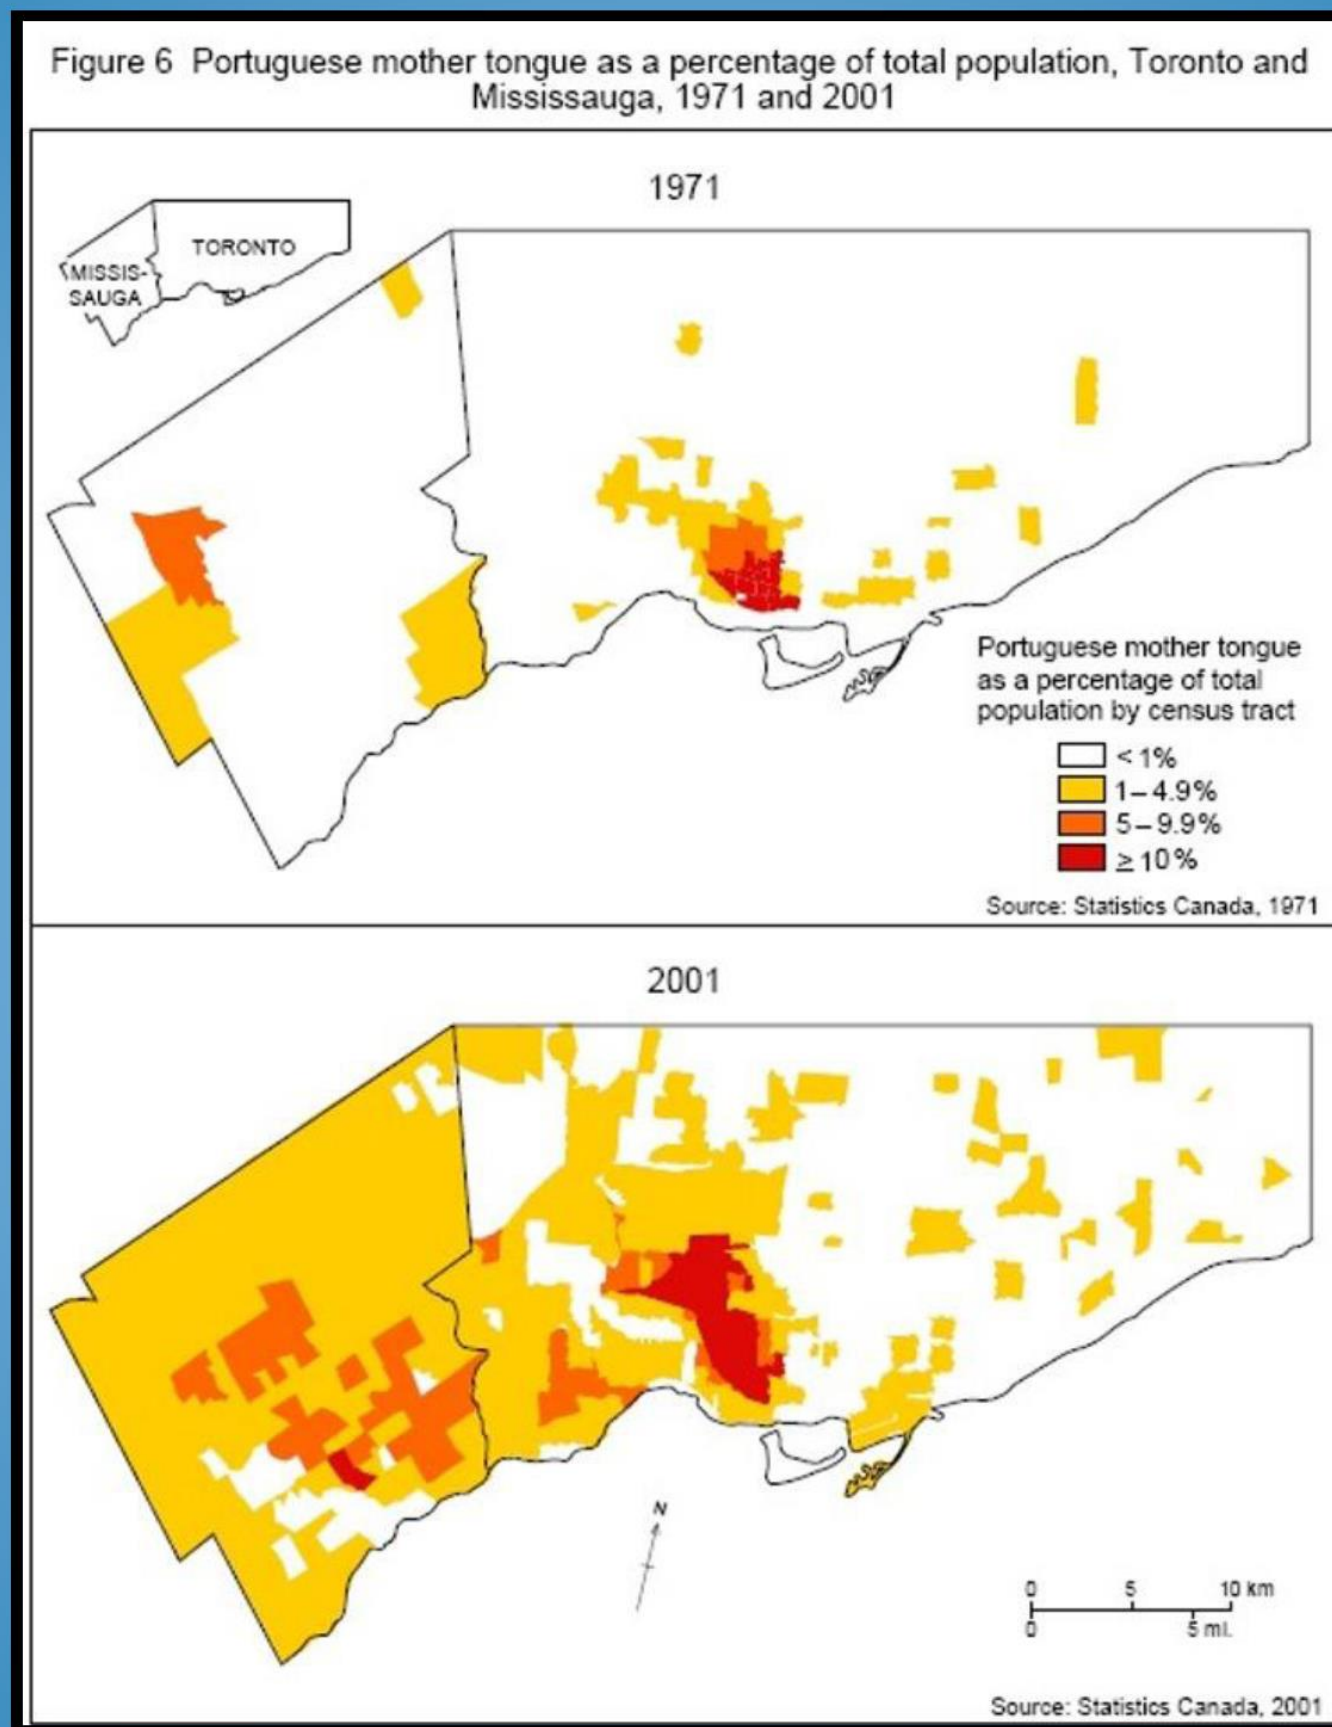 Figure 6 Portuguese mother tongue as a percentage of total population, Toronto and
Mississauga, 1971 and 2001
1971
TORONTO
MISSIS-
SAUGA
Portuguese mother tongue
as a percentage of total
population by census tract
< 1%
1–4.9%
5–9.9%
≥ 10%
Source: Statistics Canada, 1971
2001
N
0 5 10 km
0 5 mi.
Source: Statistics Canada, 2001